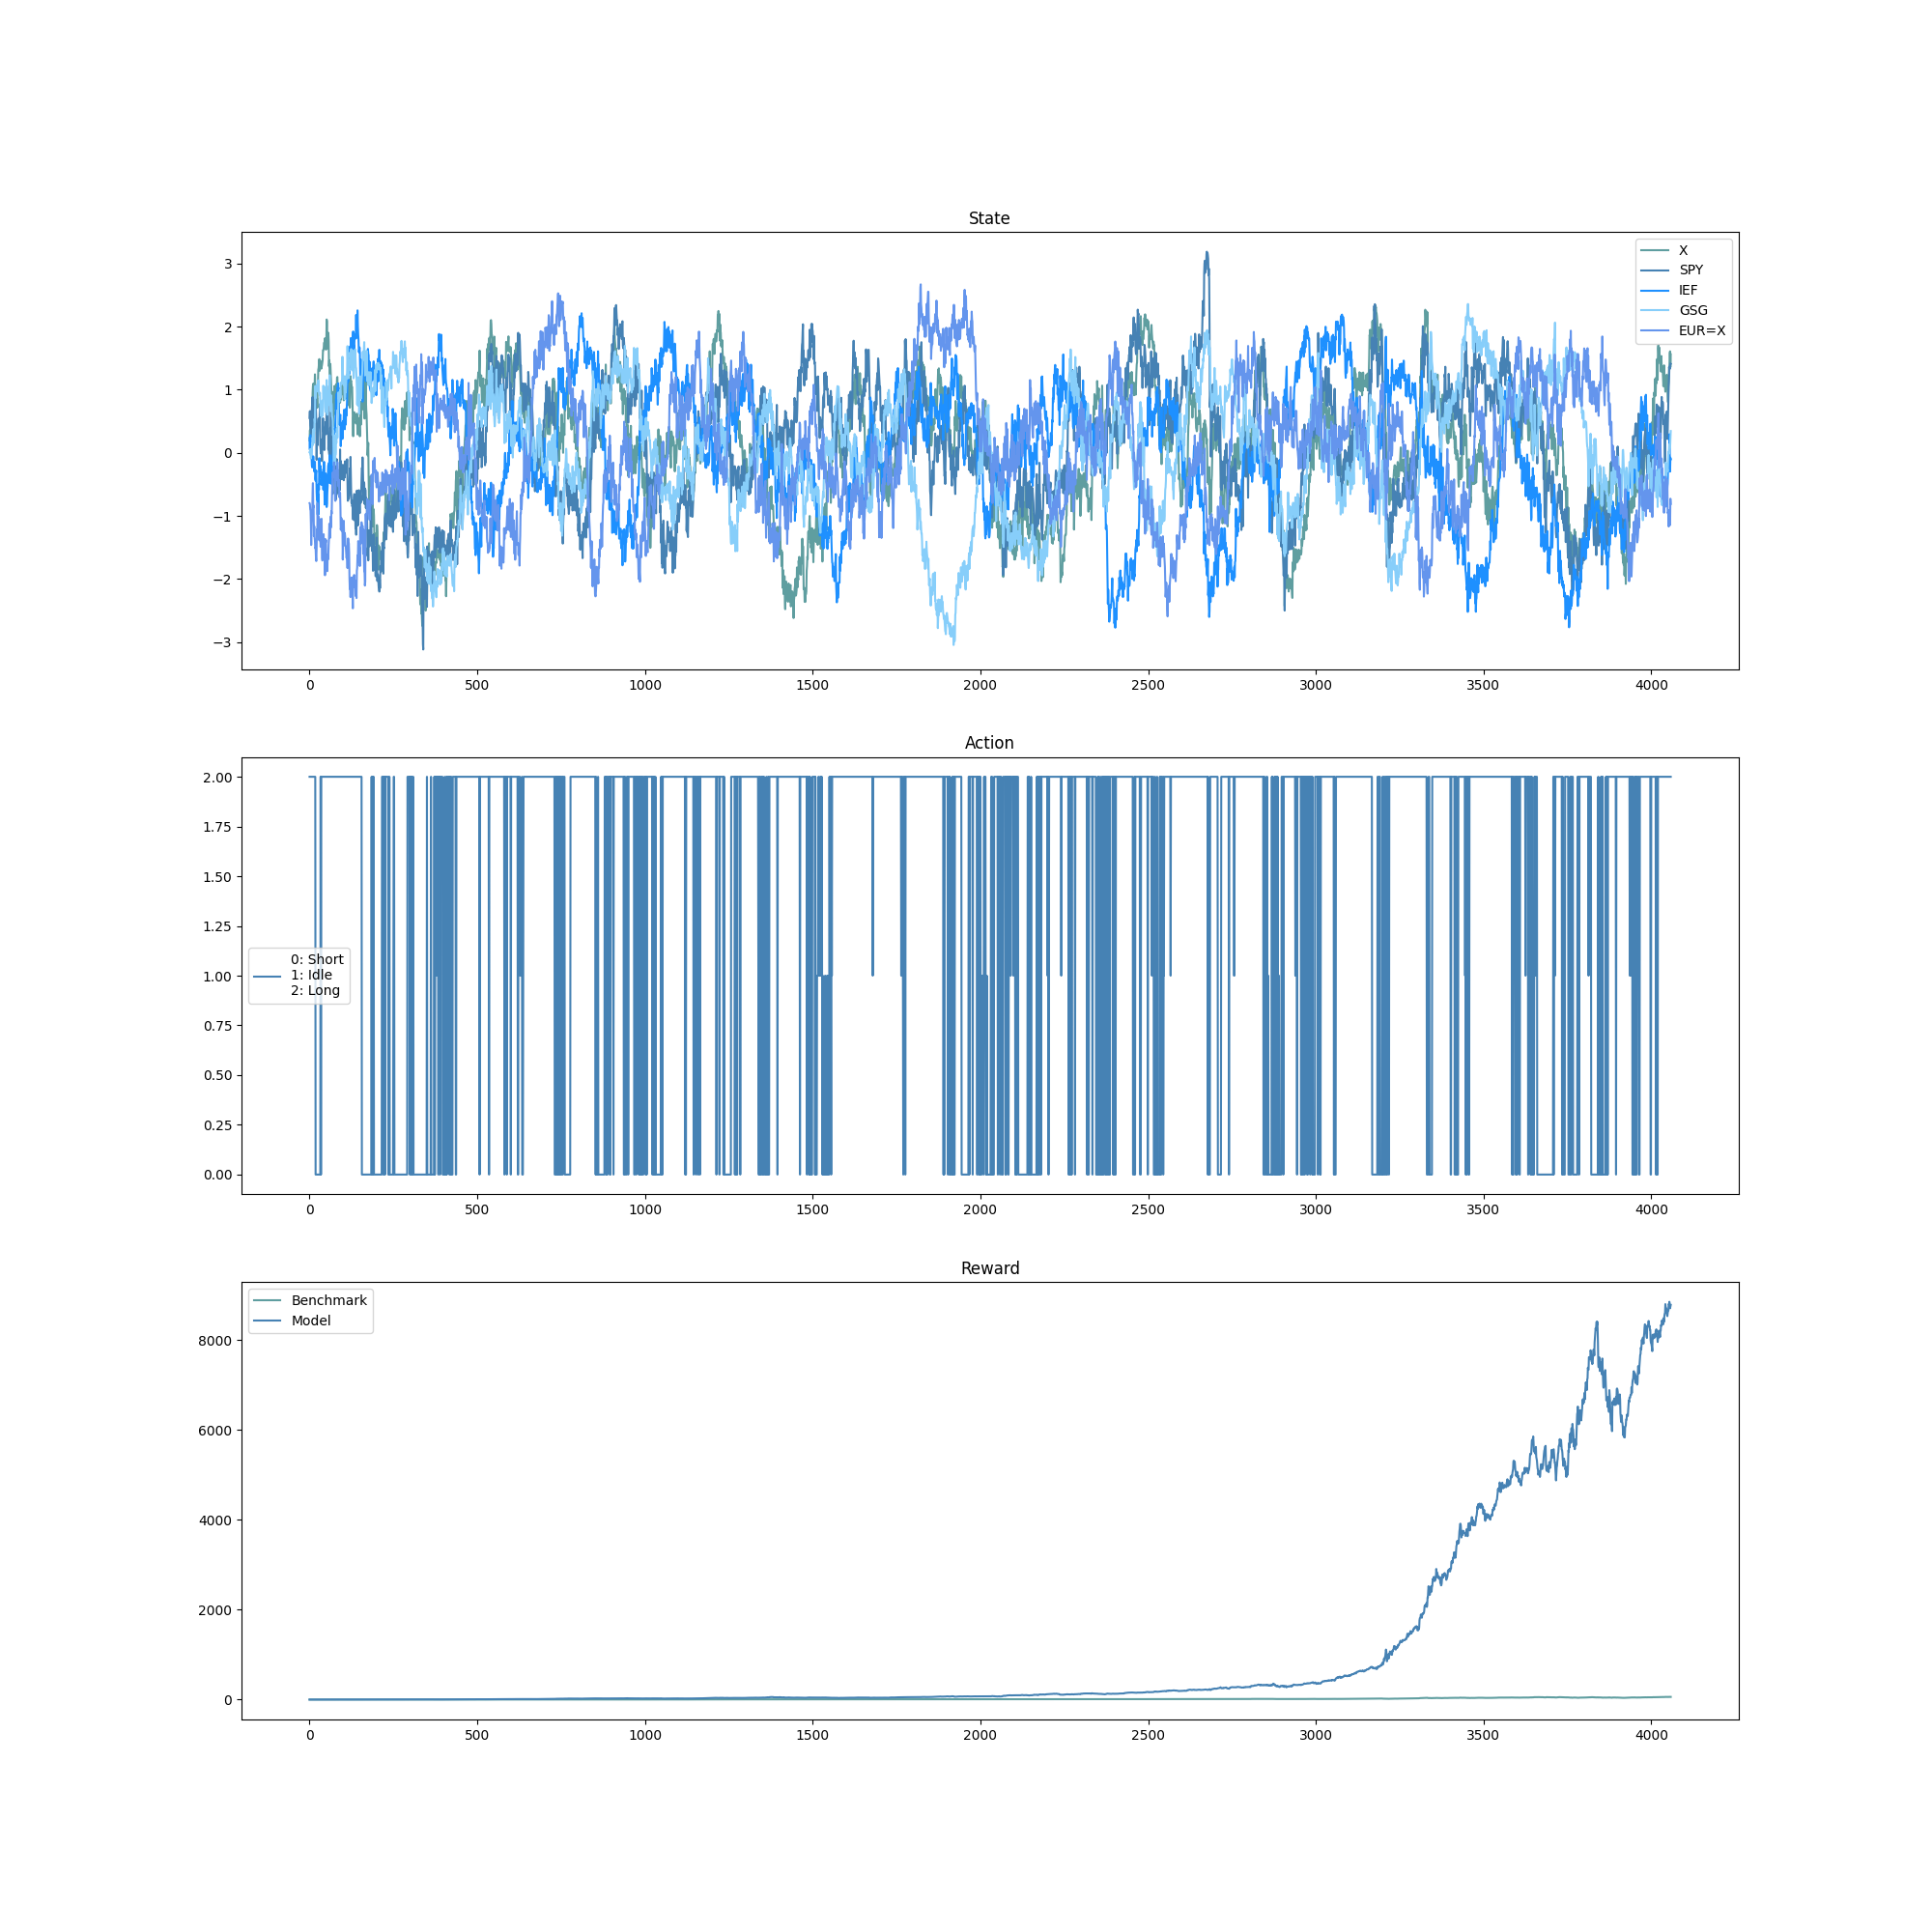 State
3
2
1
0
−1
−2
−3
X
SPY
IEF
GSG
EUR=X
0 500 1000 1500 2000 2500 3000 3500 4000
Action
2.00
1.75
1.50
1.25
1.00
0.75
0.50
0.25
0.00
0: Short
1: Idle
2: Long
0 500 1000 1500 2000 2500 3000 3500 4000
Reward
Benchmark
Model
8000
6000
4000
2000
0
0 500 1000 1500 2000 2500 3000 3500 4000